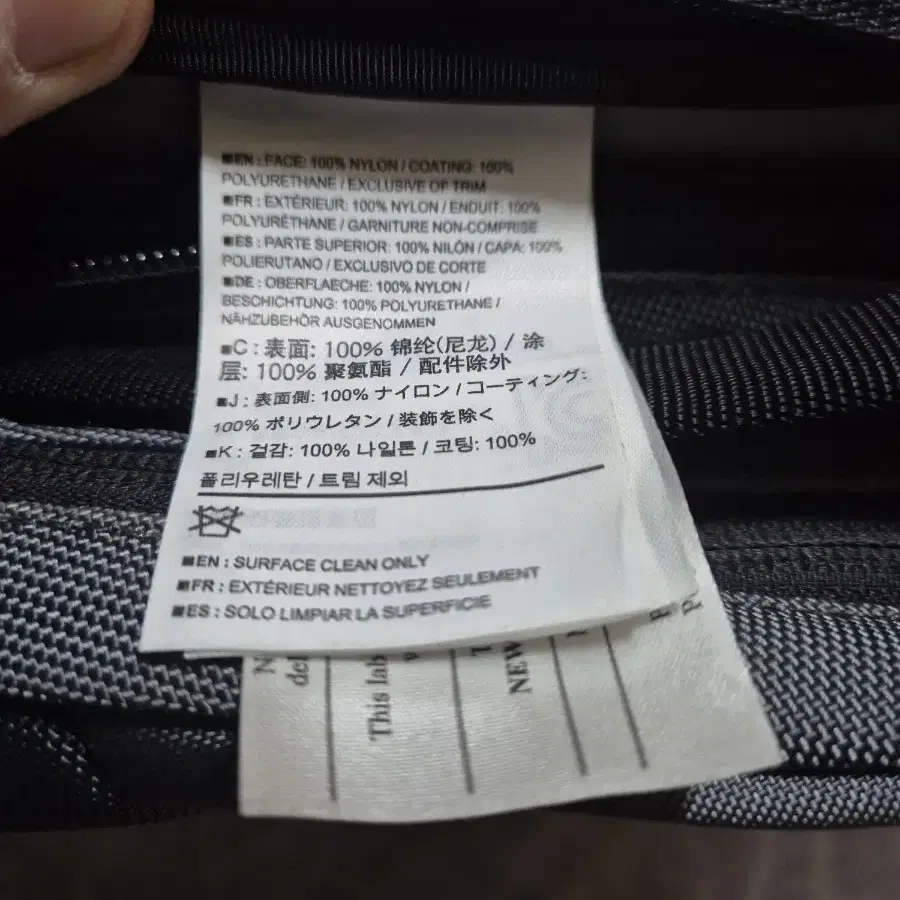 ■EN : FACE: 100% NYLON / COATING: 100%
POLYURETHANE / EXCLUSIVE OF TRIM
■FR : EXTÉRIEUR: 100% NYLON / ENDUIT: 100%
POLYURÉTHANE / GARNITURE NON-COMPRISE
■ES : PARTE SUPERIOR: 100% NILÓN / CAPA: 100%
POLIERUTANO / EXCLUSIVO DE CORTE
■DE : OBERFLAECHE: 100% NYLON /
BESCHICHTUNG: 100% POLYURETHANE /
NÄHZUBEHÖR AUSGENOMMEN
■C : 表面: 100% 锦纶(尼龙) / 涂
层: 100% 聚氨酯 / 配件除外
■J : 表面側: 100% ナイロン / コーティング:
100% ポリウレタン / 装飾を除く
■K : 겉감: 100% 나일론 / 코팅: 100%
폴리우레탄 / 트림 제외
■EN : SURFACE CLEAN ONLY
■FR : EXTÉRIEUR NETTOYEZ SEULEMENT
■ES : SOLO LIMPIAR LA SUPERFICIE
del
This lab
NEW